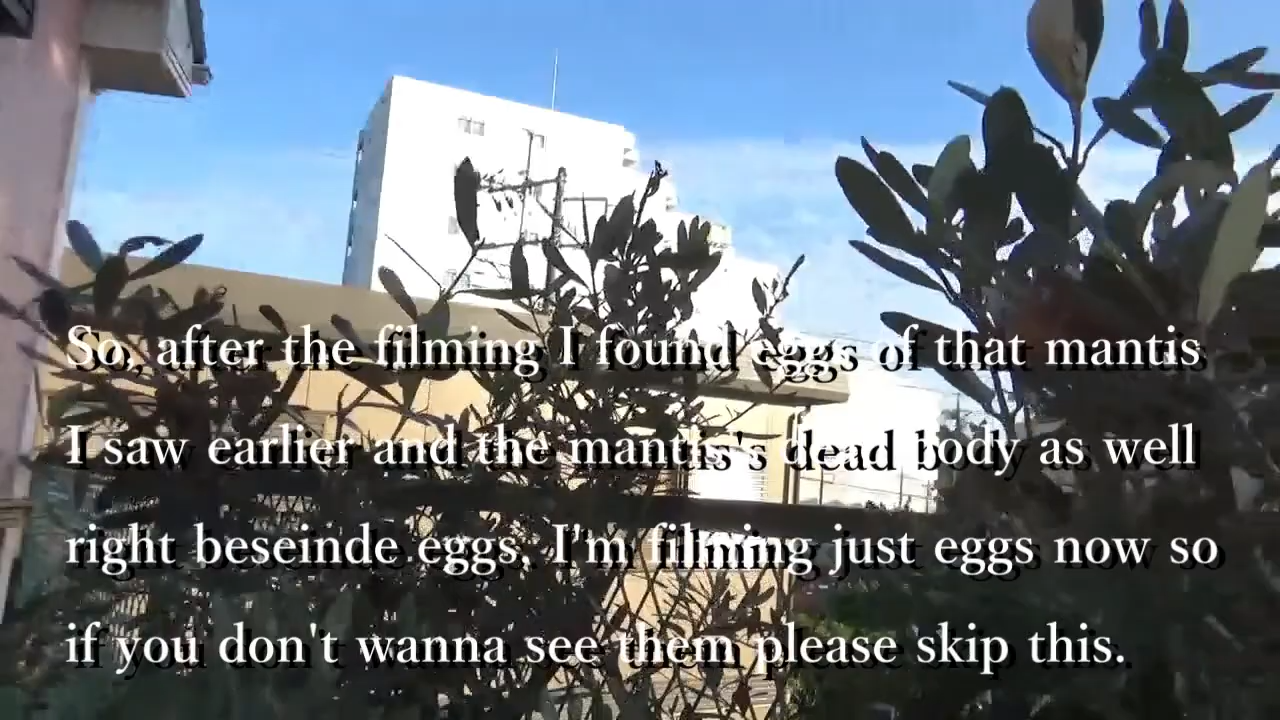 So, after the filming I found eggs of that mantis
I saw earlier and the mantis's dead body as well
right beseinde eggs. I'm filming just eggs now so
if you don't wanna see them please skip this.